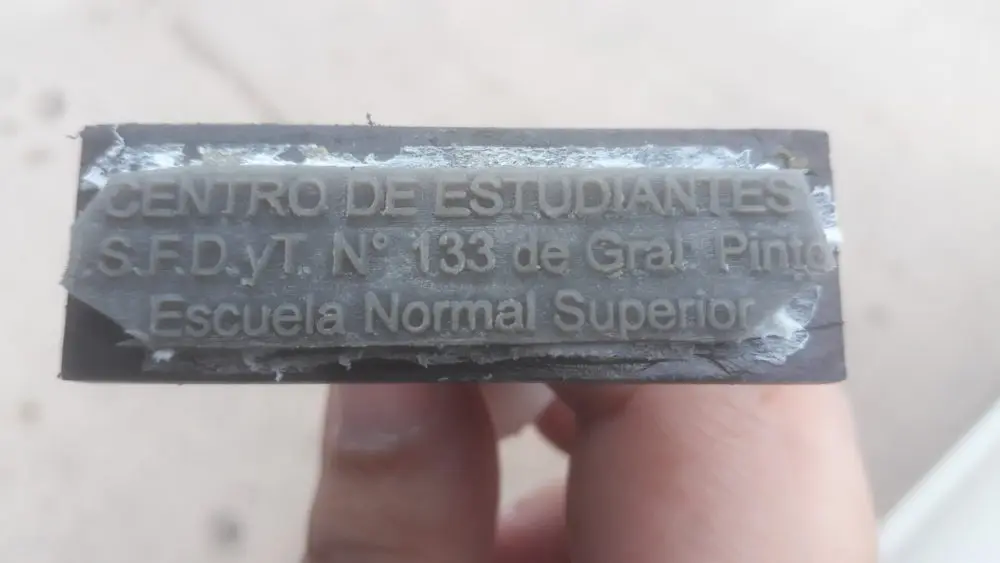 CENTRO DE ESTUDIANTES
.S.F.D.yT. N° 133 de Gral. Pinto
Escuela Normal Superior